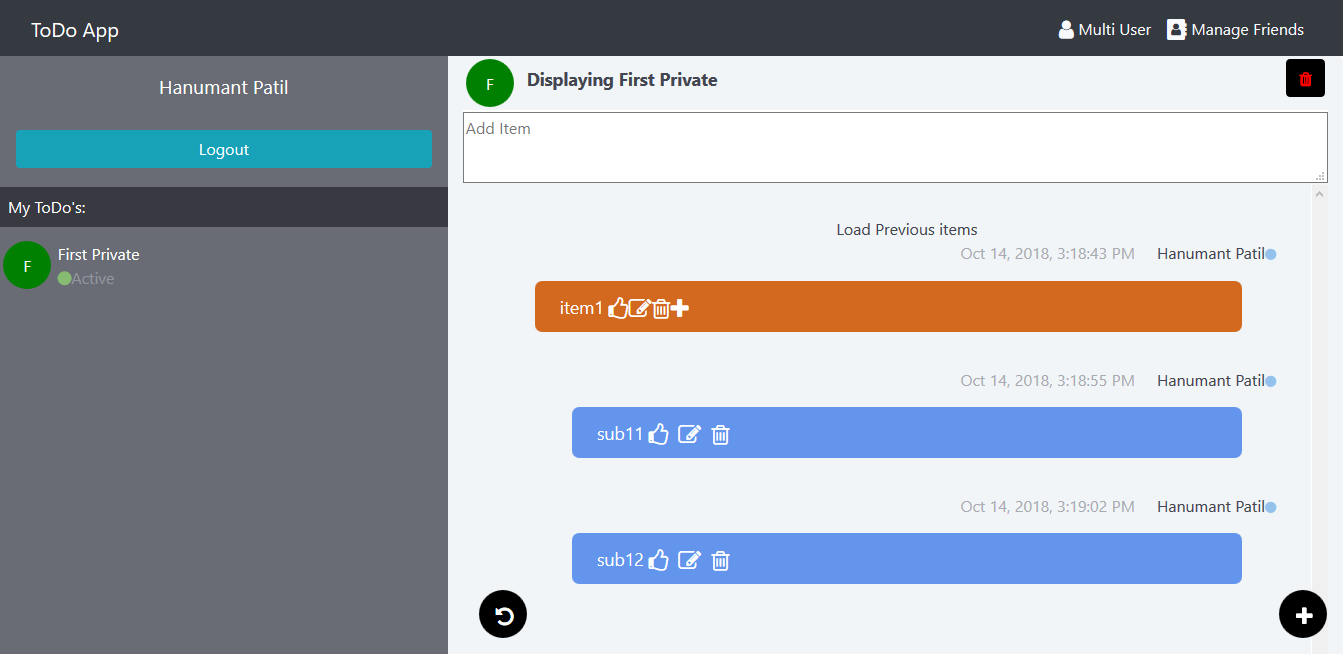 ToDo App
Multi User Manage Friends
Hanumant Patil
Logout
My ToDo's:
F First Private
Active
F Displaying First Private
Add Item
Load Previous items
Oct 14, 2018, 3:18:43 PM Hanumant Patil
item1
Oct 14, 2018, 3:18:55 PM Hanumant Patil
sub11
Oct 14, 2018, 3:19:02 PM Hanumant Patil
sub12